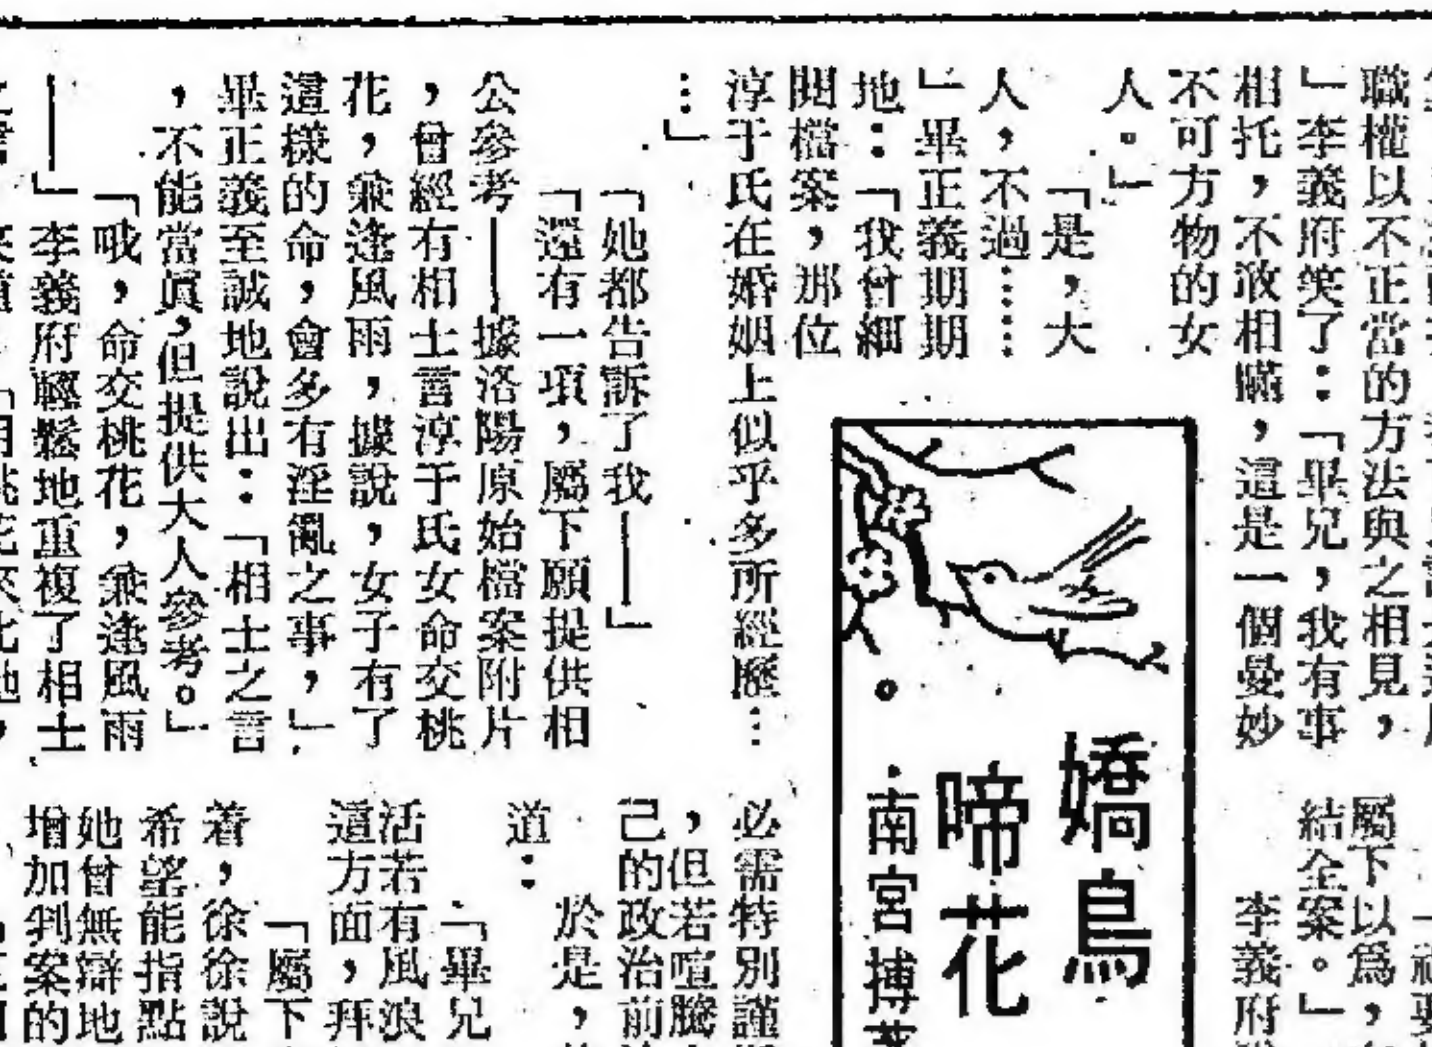 職權以不正當的方法與之相見，
」李義府笑了：「畢兄，我有事
相托，不敢相瞞，這是一個曼妙
不可方物的女
人。」
「是，大
人，不過……
」畢正義期期
地：「我曾細
閱檔案，那位
淳于氏在婚姻上似乎多所經歷…
…」
「她都告訴了我——」
「還有一項，屬下願提供相
公參考——據洛陽原始檔案附片
，曾經有相士言淳于氏女命交桃
花，兼逢風雨，據說，女子有了
這樣的命，會多有淫亂之事，」
畢正義至誠地說出：「相士之言
，不能當眞，但提供大人參考。」
「哦，命交桃花，兼逢風雨
——」李義府輕鬆地重複了相士
嬌鳥
啼花
南宮搏著
屬下以爲，
結全案。」
李義府
必需特別謹
，但若喧騰
己的政治前
於是，
道：
「畢兄
活若有風浪
這方面，拜
「屬下
着，徐徐說
希望能指點
她曾無辯地
增加判案的